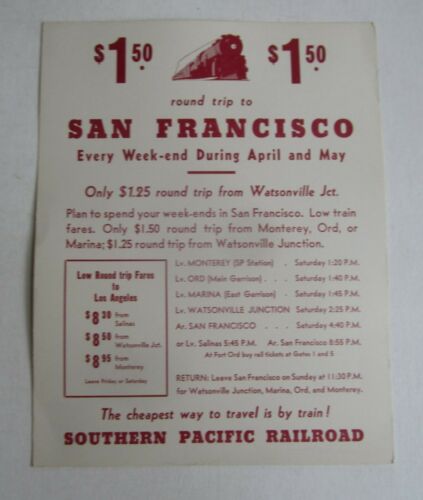 $1.50 $1.50
round trip to
SAN FRANCISCO
Every Week-end During April and May
Only $1.25 round trip from Watsonville Jct.
Plan to spend your week-ends in San Francisco. Low train
fares. Only $1.50 round trip from Monterey, Ord, or
Marina; $1.25 round trip from Watsonville Junction.
Low Round trip Fares
to
Los Angeles
$8.30 from Salinas
$8.50 from Watsonville Jct.
$8.95 from Monterey
Leave Friday or Saturday
Lv. MONTEREY (SP Station) - Saturday 1:20 P.M.
Lv. ORD (Main Garrison) . . . Saturday 1:40 P.M.
Lv. MARINA (East Garrison) - Saturday 1:45 P.M.
Lv. WATSONVILLE JUNCTION Saturday 2:25 P.M.
Ar. SAN FRANCISCO . . . . Saturday 4:40 P.M.
or Lv. Salinas 5:45 P.M. Ar. San Francisco 8:55 P.M.
At Fort Ord buy rail tickets at Gates 1 and 5
RETURN: Leave San Francisco on Sunday at 11:30 P.M.
for Watsonville Junction, Marina, Ord, and Monterey.
The cheapest way to travel is by train!
SOUTHERN PACIFIC RAILROAD